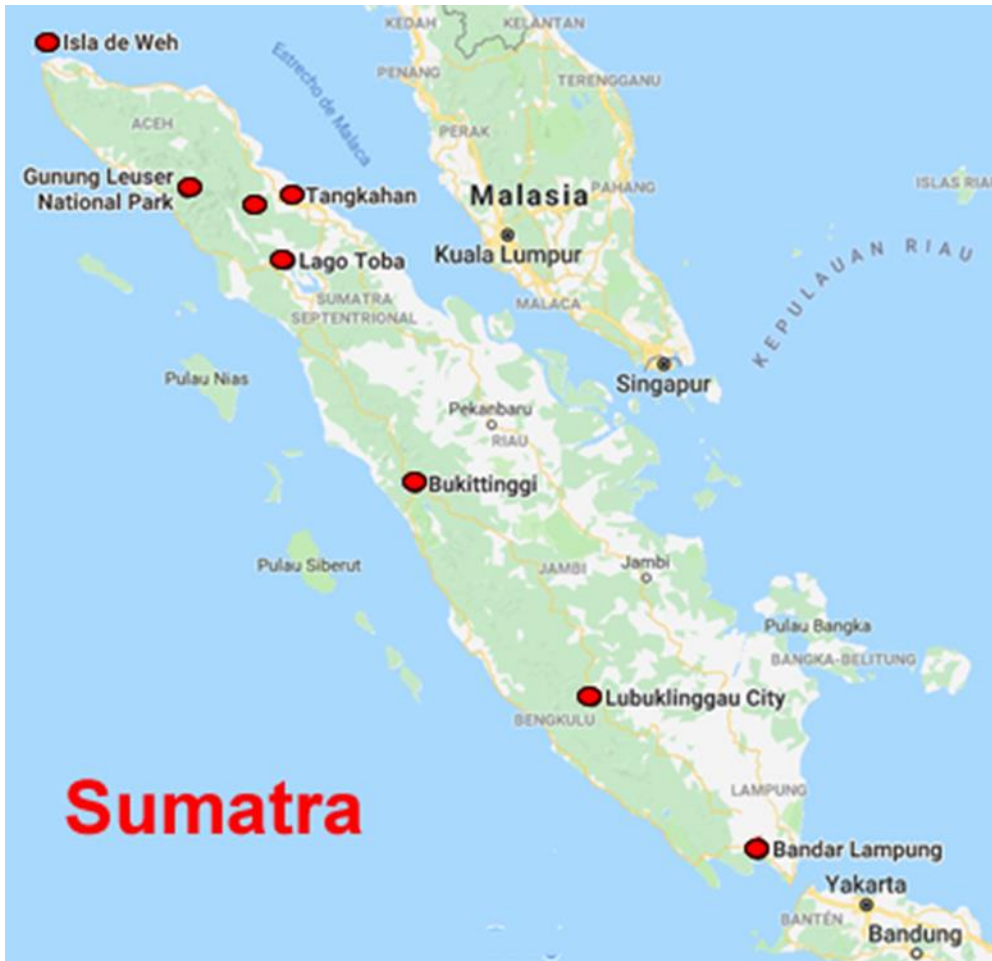 KEDAH
KELANTAN
Isla de Weh
PENANG
Estrecho de Malaca
TERENGGANU
ACEH
PERAK
Gunung Leuser
National Park
Tangkahan
Malasia
PAHANG
ISLAS RIAU
Kuala Lumpur
KEPULAUAN RIAU
Lago Toba
SUMATRA
SEPTENTRIONAL
MALACA
Pulau Nias
Singapur
Pekanbaru
RIAU
Bukittinggi
Pulau Siberut
JAMBI
Jambi
Pulau Bangka
BANGKA-BELITUNG
Lubuklinggau City
BENGKULU
Sumatra
LAMPUNG
Bandar Lampung
Yakarta
BANTÉN
Bandung